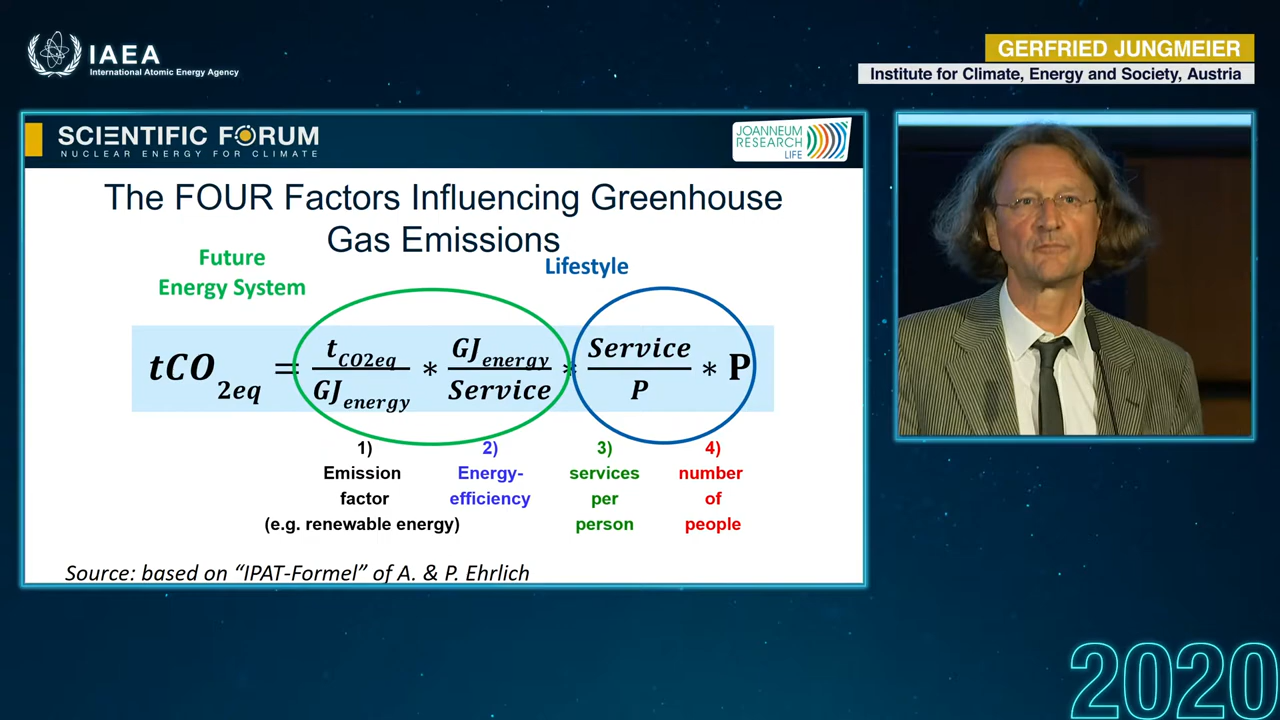 IAEA
International Atomic Energy Agency
GERFRIED JUNGMEIER
Institute for Climate, Energy and Society, Austria
SCIENTIFIC FORUM
NUCLEAR ENERGY FOR CLIMATE
JOANNEUM
RESEARCH
LIFE
The FOUR Factors Influencing Greenhouse
Gas Emissions
Future
Energy System
Lifestyle
tCO2eq = tCO2eq/GJenergy * GJenergy/Service * Service/P * P
1)
Emission
factor
(e.g. renewable energy)
2)
Energy-
efficiency
3)
services
per
person
4)
number
of
people
Source: based on “IPAT-Formel” of A. & P. Ehrlich
2020